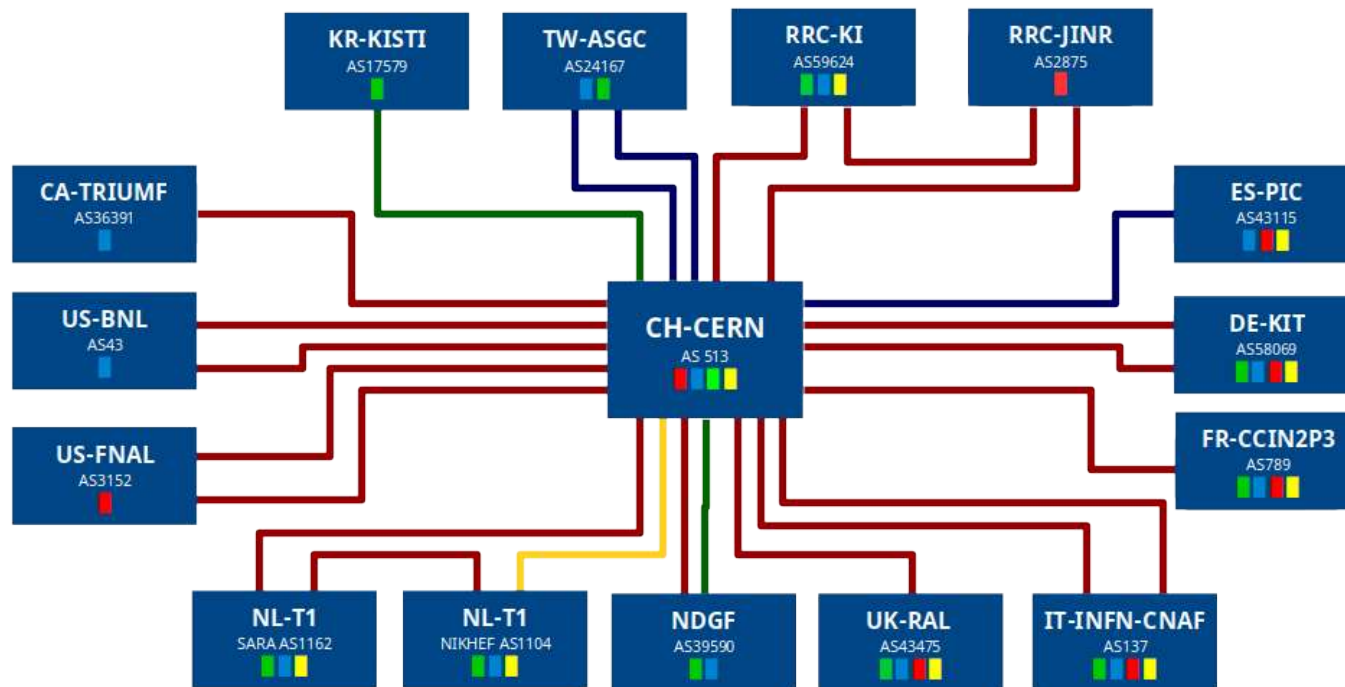 KR-KISTI
AS17579
TW-ASGC
AS24167
RRC-KI
AS59624
RRC-JINR
AS2875
CA-TRIUMF
AS36391
ES-PIC
AS43115
US-BNL
AS43
CH-CERN
AS 513
DE-KIT
AS58069
US-FNAL
AS3152
FR-CCIN2P3
AS789
NL-T1
SARA AS1162
NL-T1
NIKHEF AS1104
NDGF
AS39590
UK-RAL
AS43475
IT-INFN-CNAF
AS137